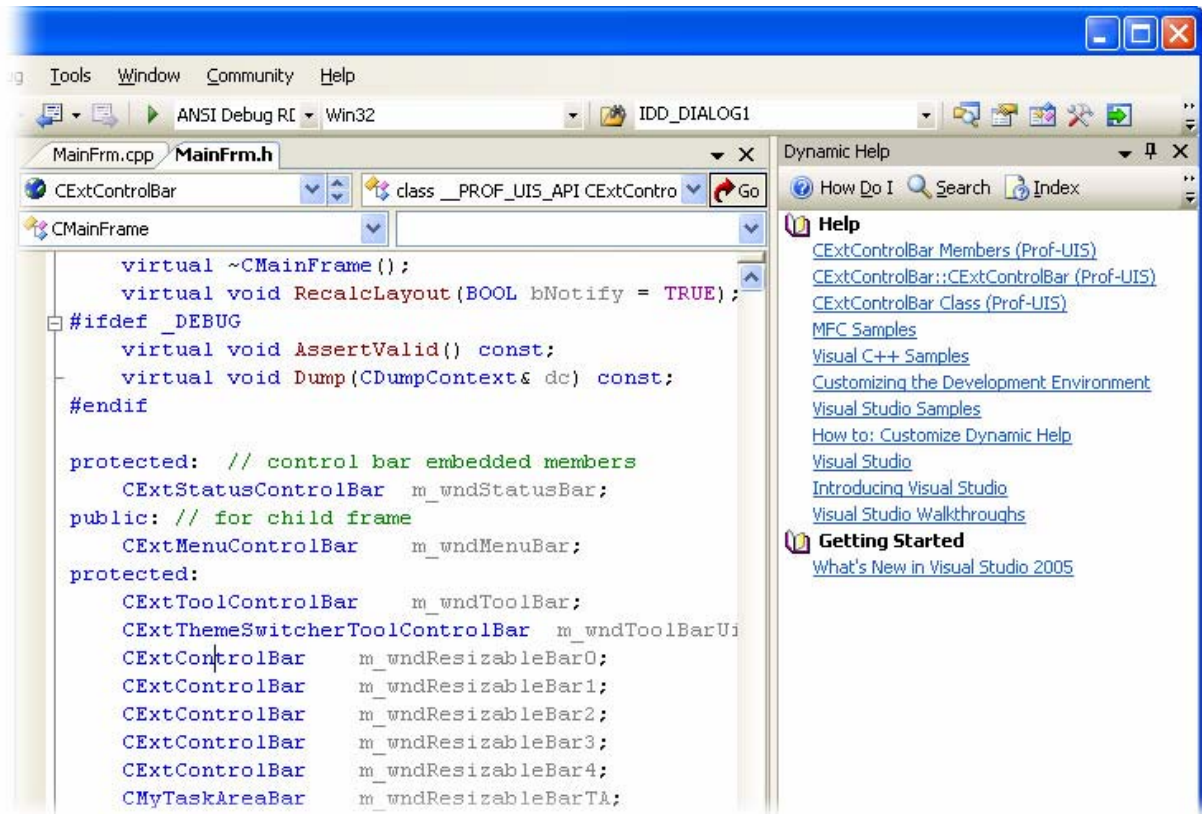 Tools Window Community Help
ANSI Debug RE Win32 IDD_DIALOG1
MainFrm.cpp MainFrm.h
CExtControlBar class __PROF_UIS_API CExtContro Go
CMainFrame
virtual ~CMainFrame();
virtual void RecalcLayout(BOOL bNotify = TRUE);
#ifdef _DEBUG
virtual void AssertValid() const;
virtual void Dump(CDumpContext& dc) const;
#endif
protected: // control bar embedded members
CExtStatusControlBar m_wndStatusBar;
public: // for child frame
CExtMenuControlBar m_wndMenuBar;
protected:
CExtToolControlBar m_wndToolBar;
CExtThemeSwitcherToolControlBar m_wndToolBarUi
CExtControlBar m_wndResizableBar0;
CExtControlBar m_wndResizableBar1;
CExtControlBar m_wndResizableBar2;
CExtControlBar m_wndResizableBar3;
CExtControlBar m_wndResizableBar4;
CMyTaskAreaBar m_wndResizableBarTA;
Dynamic Help
How Do I Search Index
Help
CExtControlBar Members (Prof-UIS)
CExtControlBar::CExtControlBar (Prof-UIS)
CExtControlBar Class (Prof-UIS)
MFC Samples
Visual C++ Samples
Customizing the Development Environment
Visual Studio Samples
How to: Customize Dynamic Help
Visual Studio
Introducing Visual Studio
Visual Studio Walkthroughs
Getting Started
What's New in Visual Studio 2005